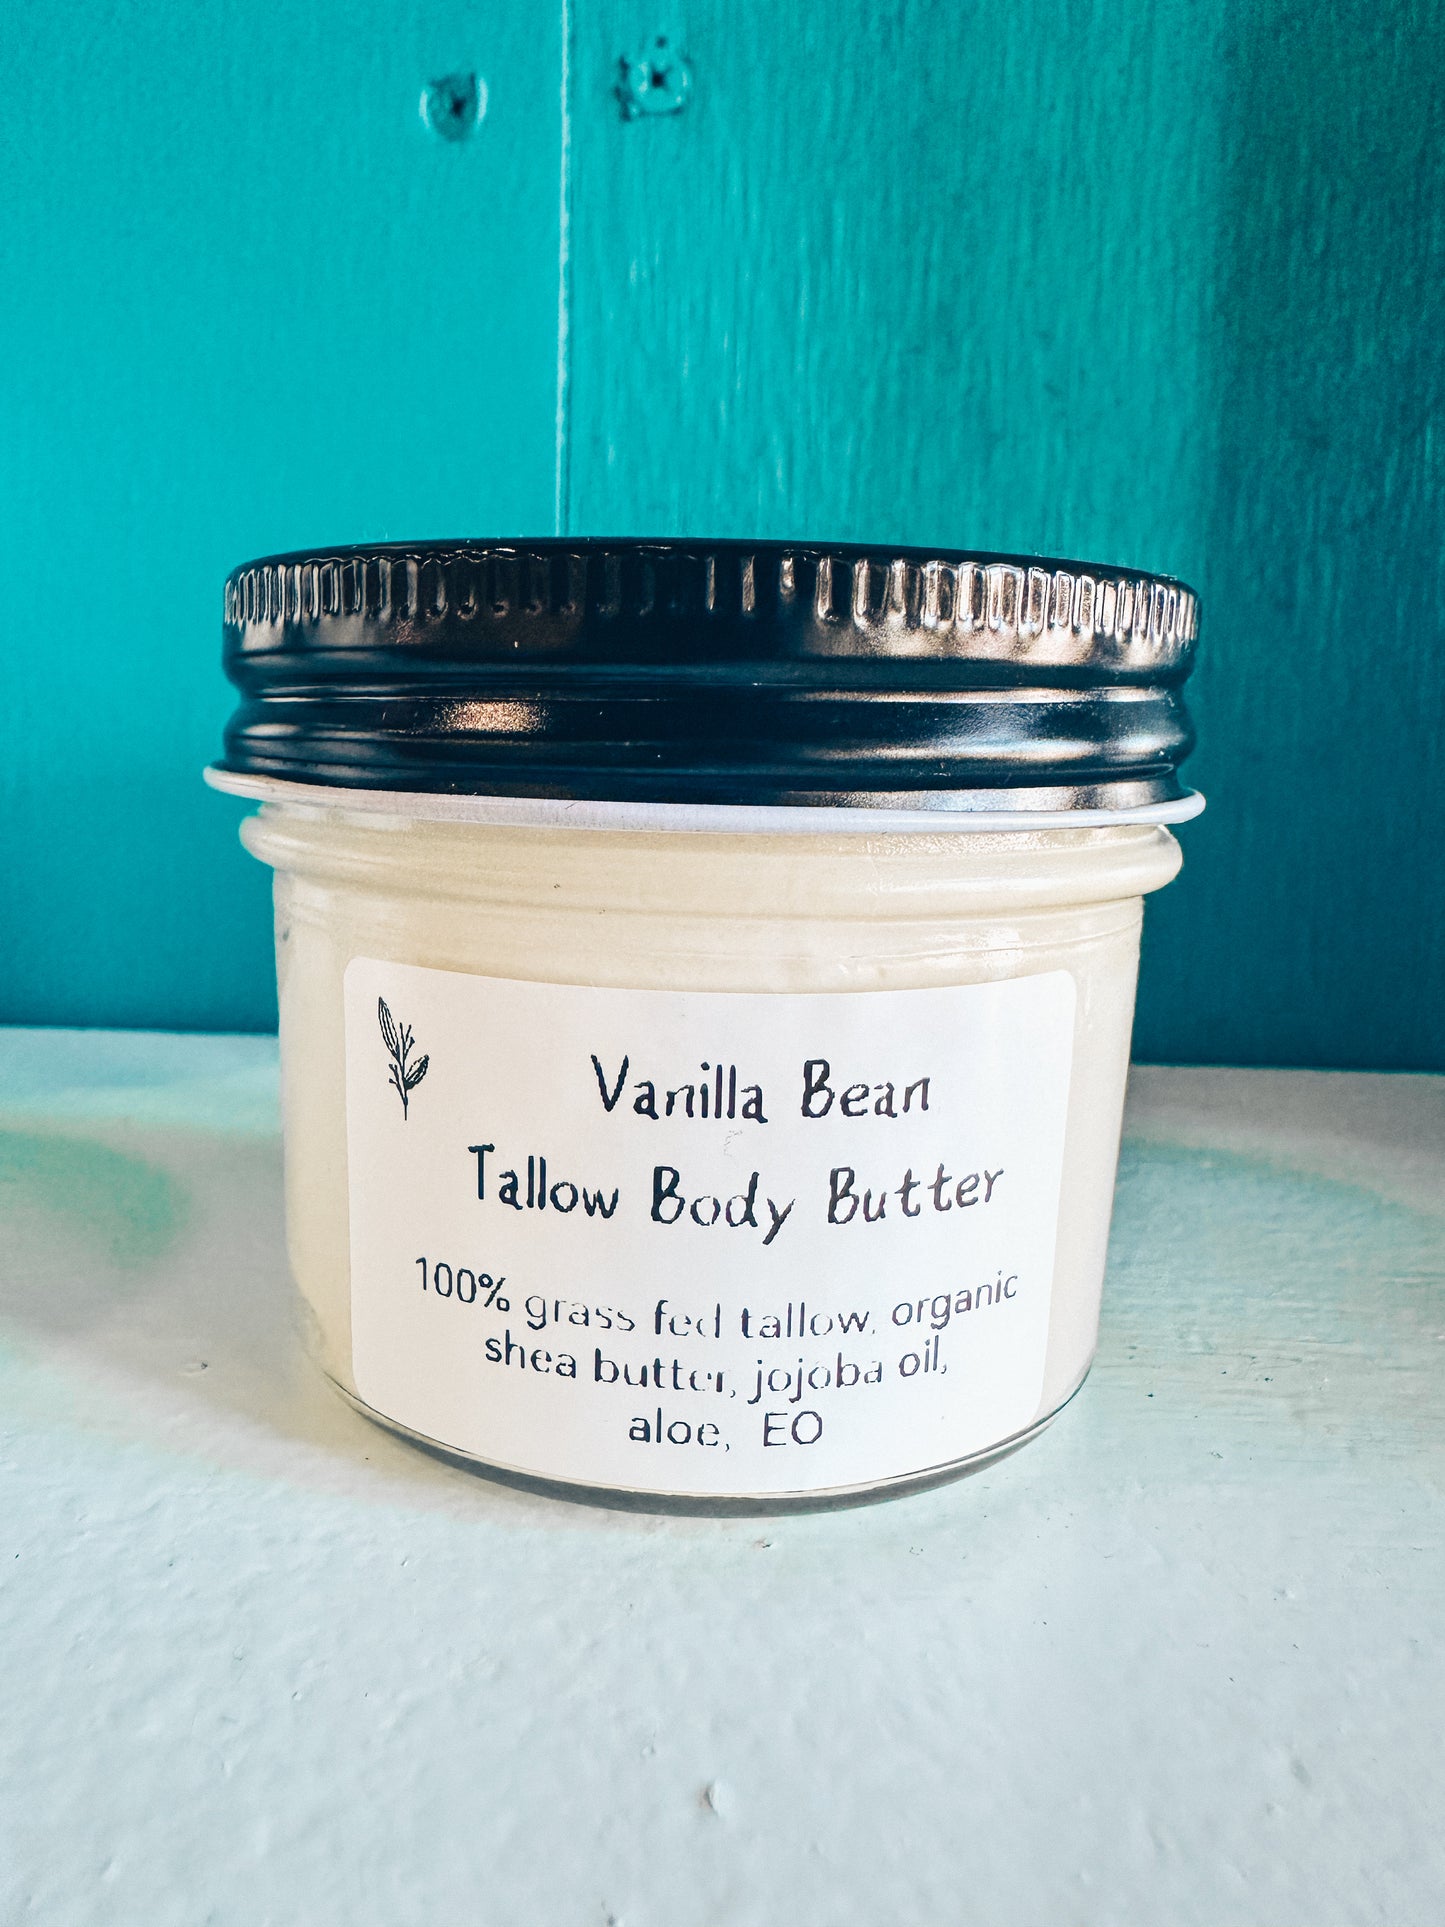 Vanilla Bean
Tallow Body Butter
100% grass fed tallow, organic
shea butter, jojoba oil,
aloe, EO